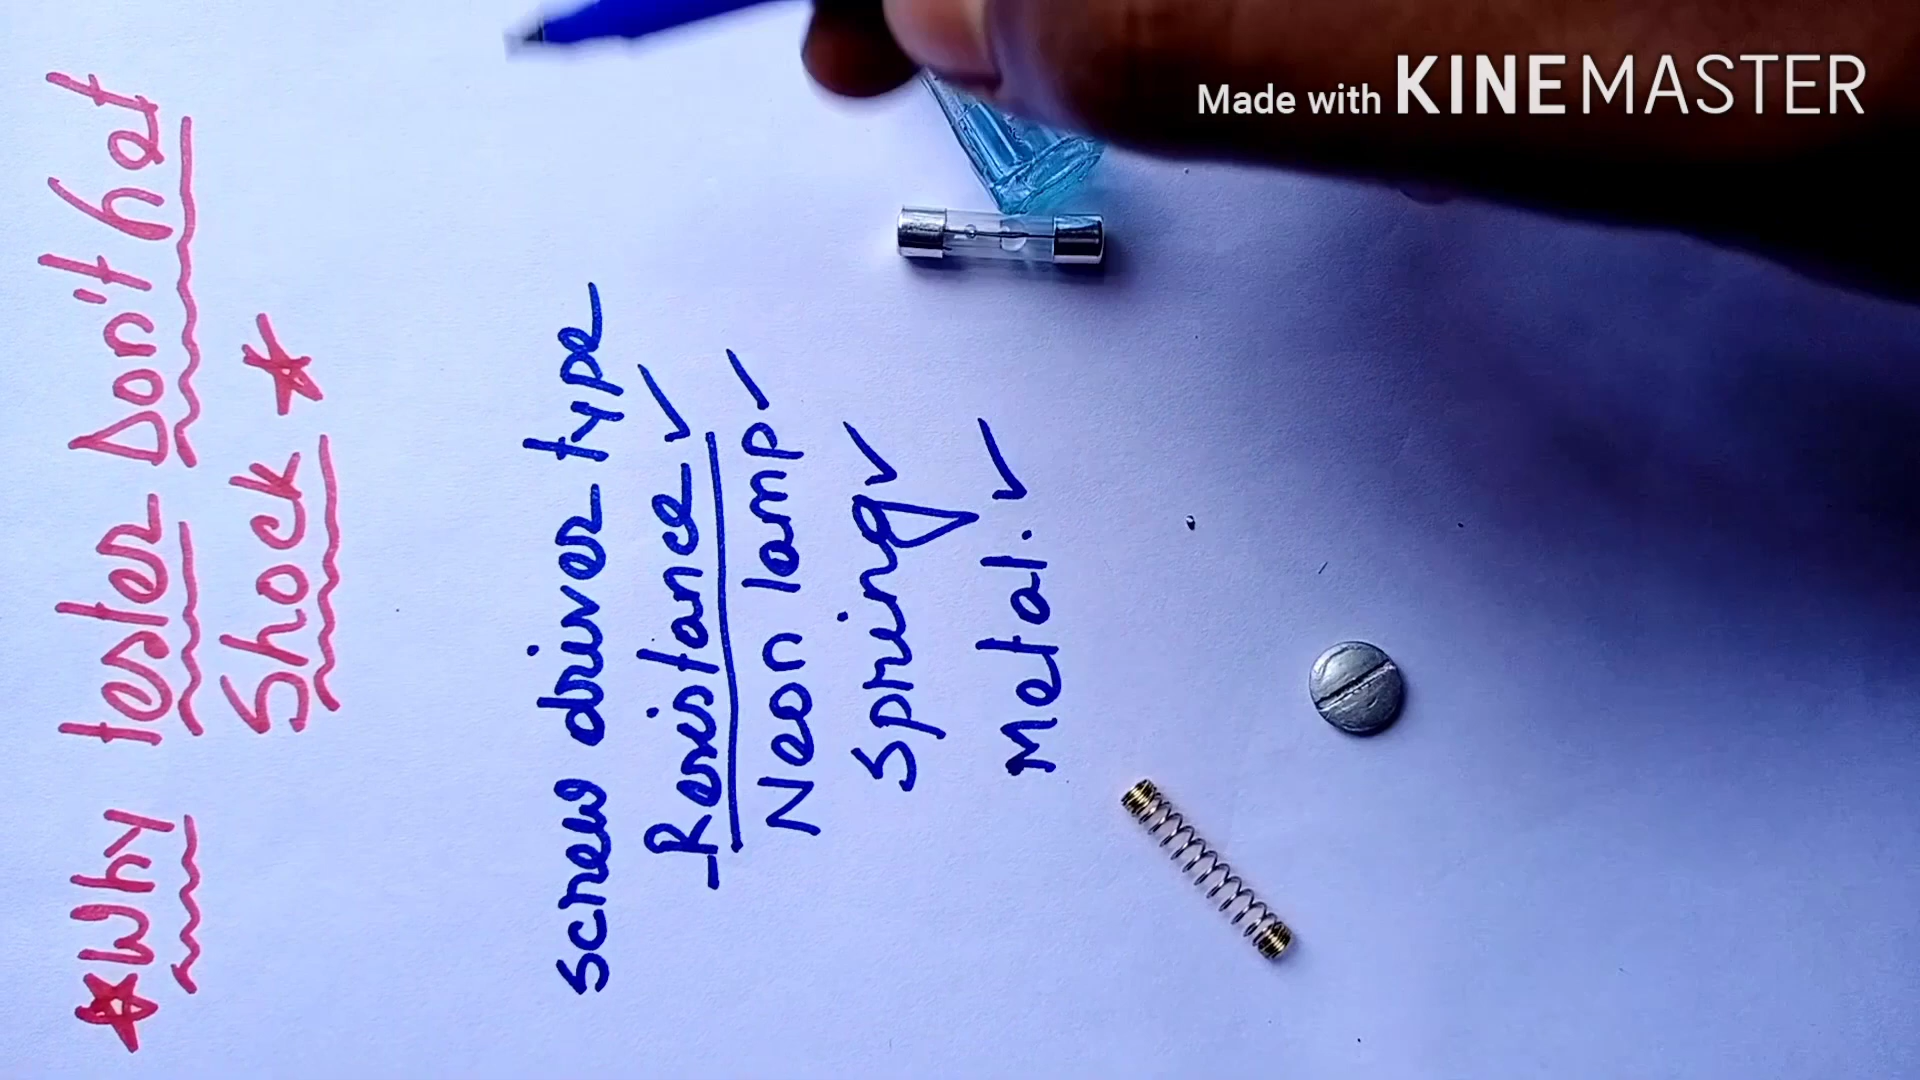 Why tester Don't hat
Shock
Screw driver type
Resistance
Neon lamp
Spring
Metal.
Made with KINEMASTER